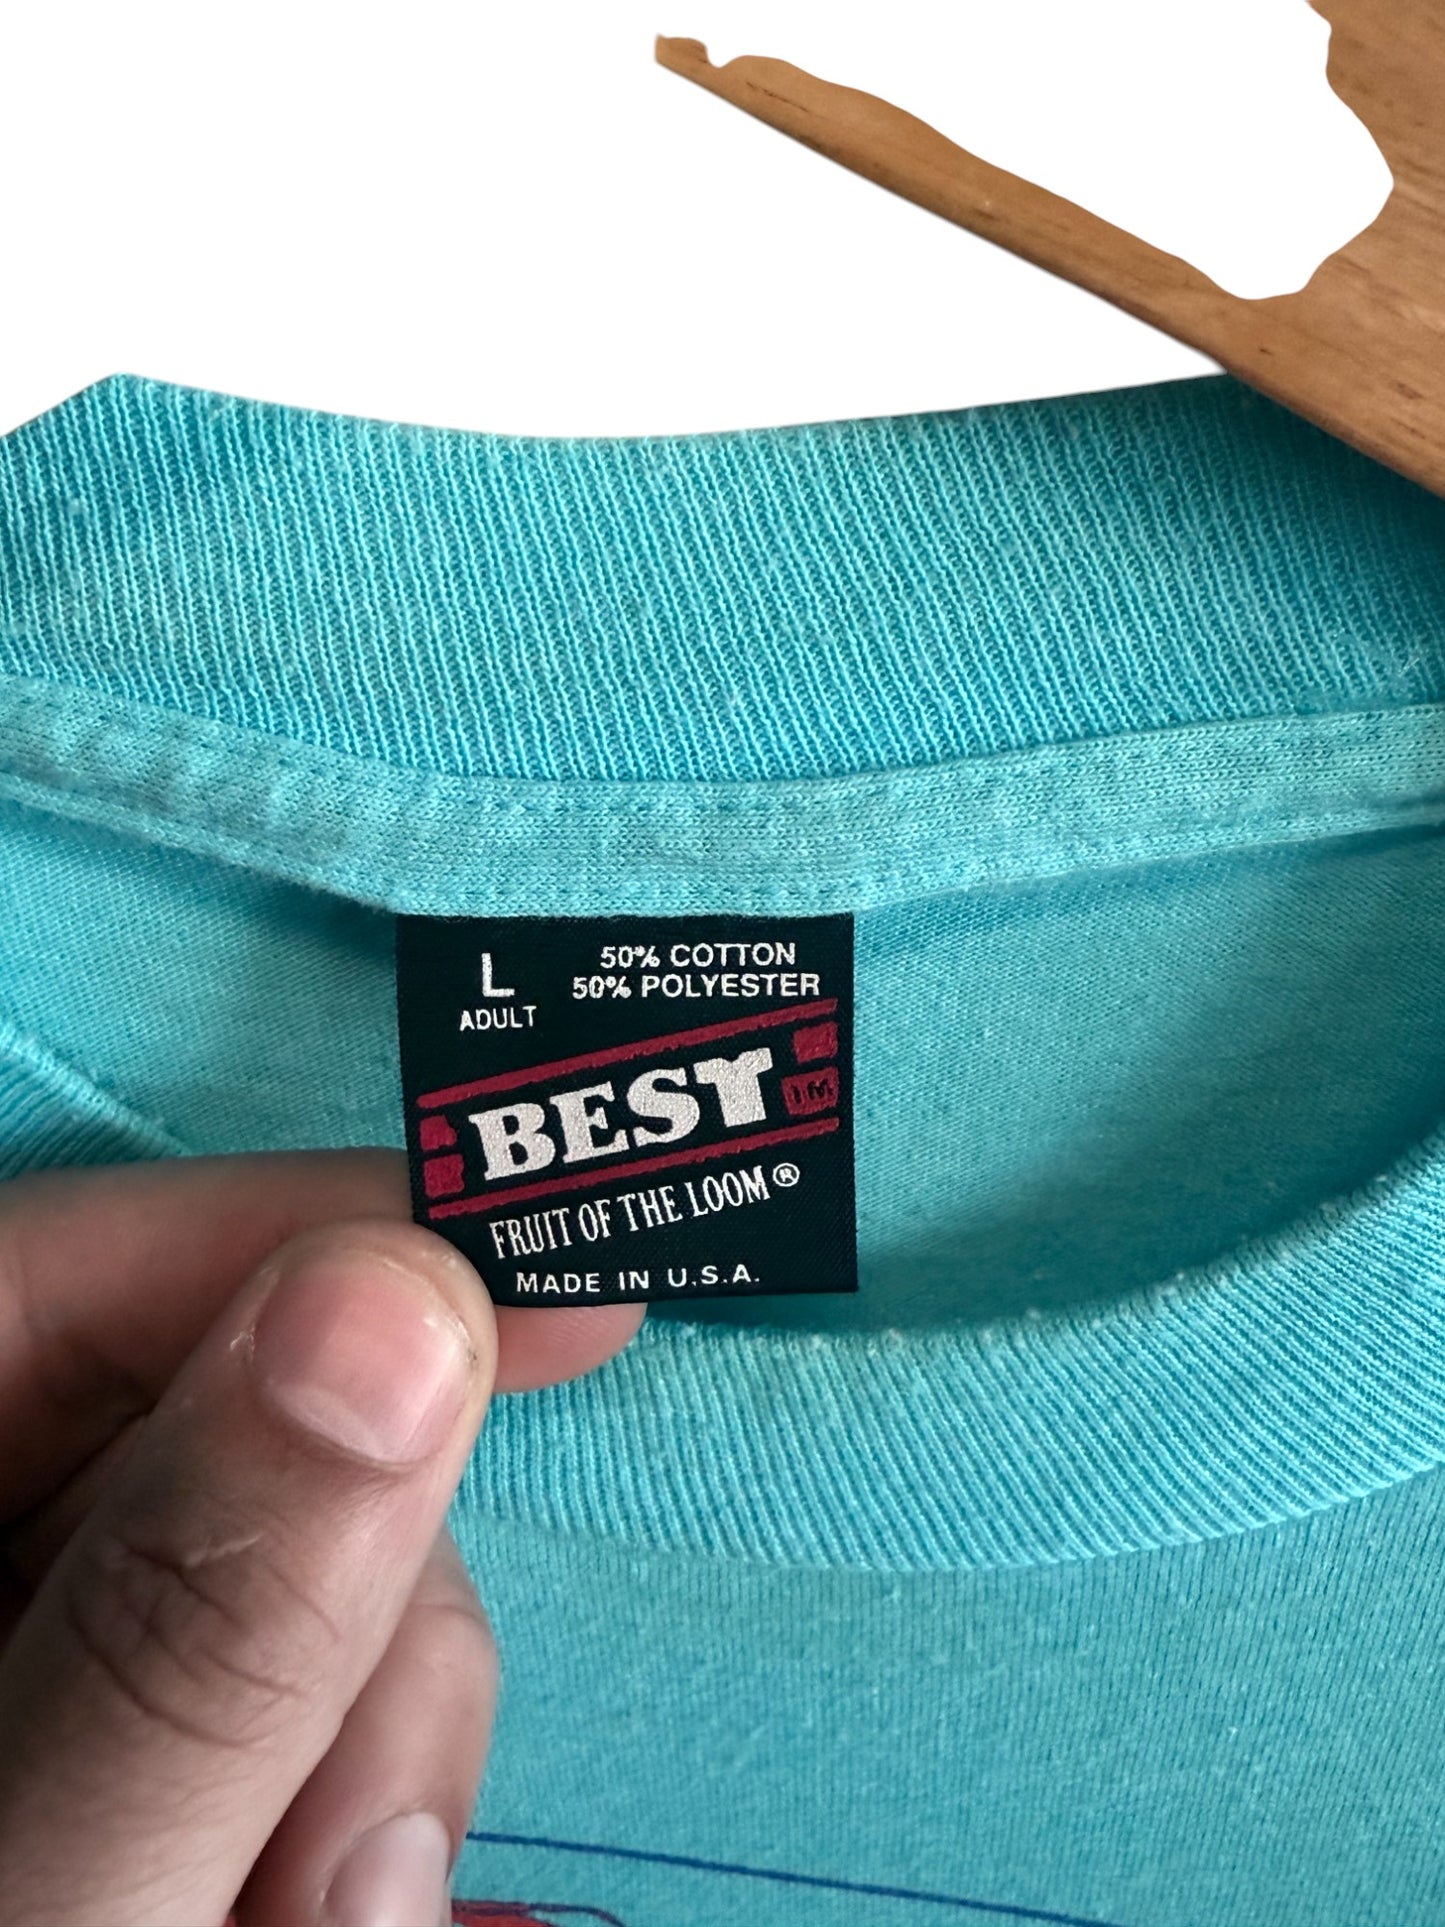 50% COTTON
L 50% POLYESTER
ADULT
BEST TM
FRUIT OF THE LOOM®
MADE IN U.S.A.